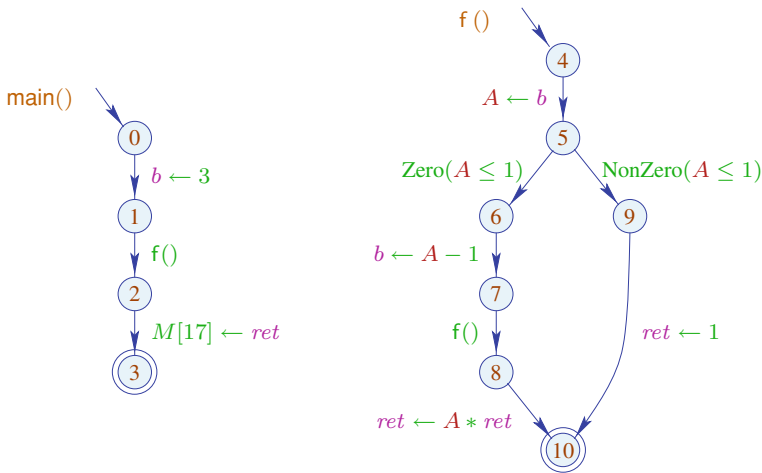 main()
0
b ← 3
1
f()
2
M[17] ← ret
3
f ()
4
A ← b
5
Zero(A ≤ 1)
NonZero(A ≤ 1)
6
9
b ← A − 1
7
f()
ret ← 1
8
ret ← A ∗ ret
10